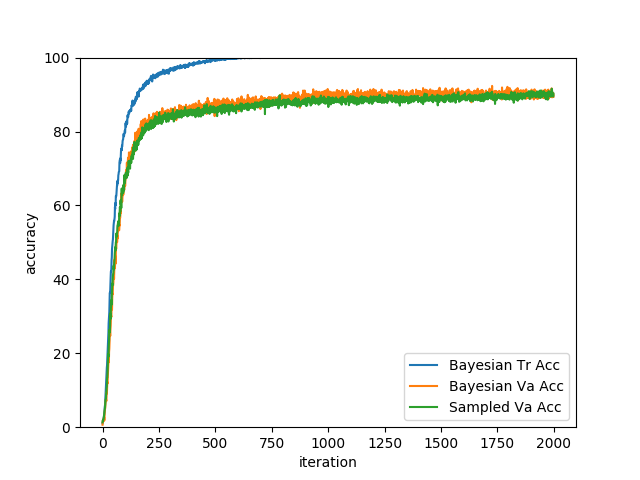 100
80
60
40
20
0
accuracy
0 250 500 750 1000 1250 1500 1750 2000
iteration
Bayesian Tr Acc
Bayesian Va Acc
Sampled Va Acc